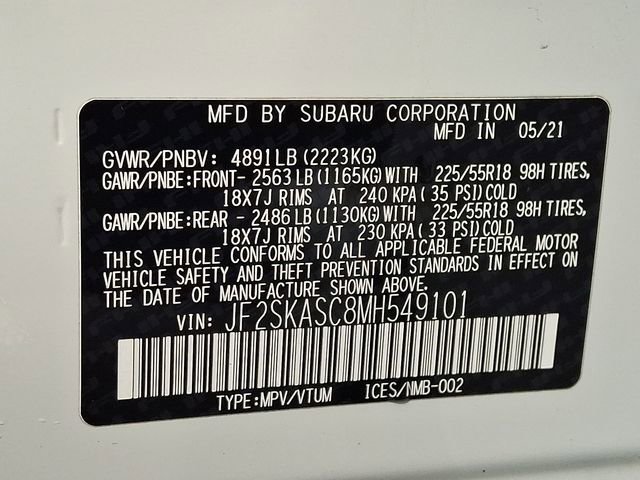 MFD BY SUBARU CORPORATION
MFD IN 05/21
GVWR/PNBV: 4891LB(2223KG)
GAWR/PNBE:FRONT- 2563LB(1165KG)WITH 225/55R18 98H TIRES,
18X7J RIMS AT 240 KPA( 35 PSI)COLD
GAWR/PNBE:REAR - 2486LB(1130KG)WITH 225/55R18 98H TIRES,
18X7J RIMS AT 230 KPA( 33 PSI)COLD
THIS VEHICLE CONFORMS TO ALL APPLICABLE FEDERAL MOTOR
VEHICLE SAFETY AND THEFT PREVENTION STANDARDS IN EFFECT ON
THE DATE OF MANUFACTURE SHOWN ABOVE.
VIN: JF2SKASC8MH549101
TYPE:MPV/VTUM ICES/NMB-002